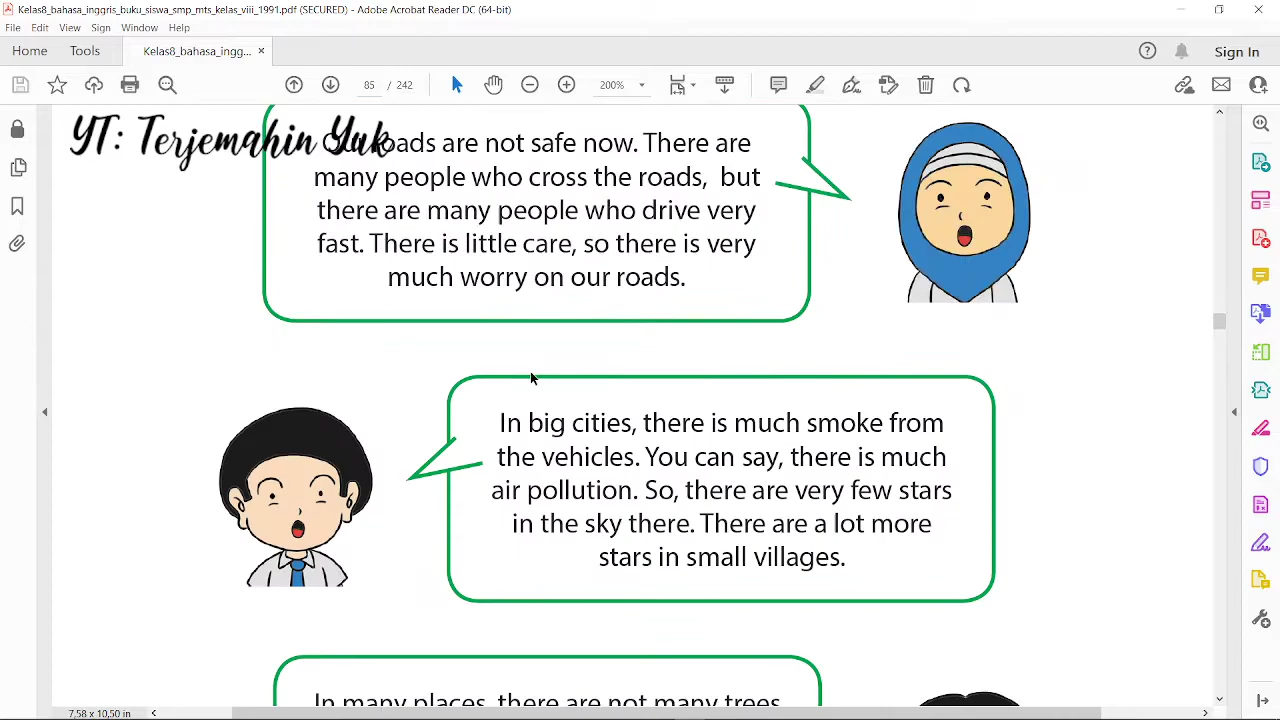 Kelas8_bahasa_inggris_buku_siswa_smp_mts_kelas_viii_1991.pdf (SECURED) - Adobe Acrobat Reader DC (64-bit)
File Edit View Sign Window Help
Home Tools Kelas8_bahasa_ingg... × Sign In
85 / 242 200%
YT: Terjemahin Yuk
Our roads are not safe now. There are
many people who cross the roads, but
there are many people who drive very
fast. There is little care, so there is very
much worry on our roads.
In big cities, there is much smoke from
the vehicles. You can say, there is much
air pollution. So, there are very few stars
in the sky there. There are a lot more
stars in small villages.
In many places, there are not many trees
7,58 x 10,50 in